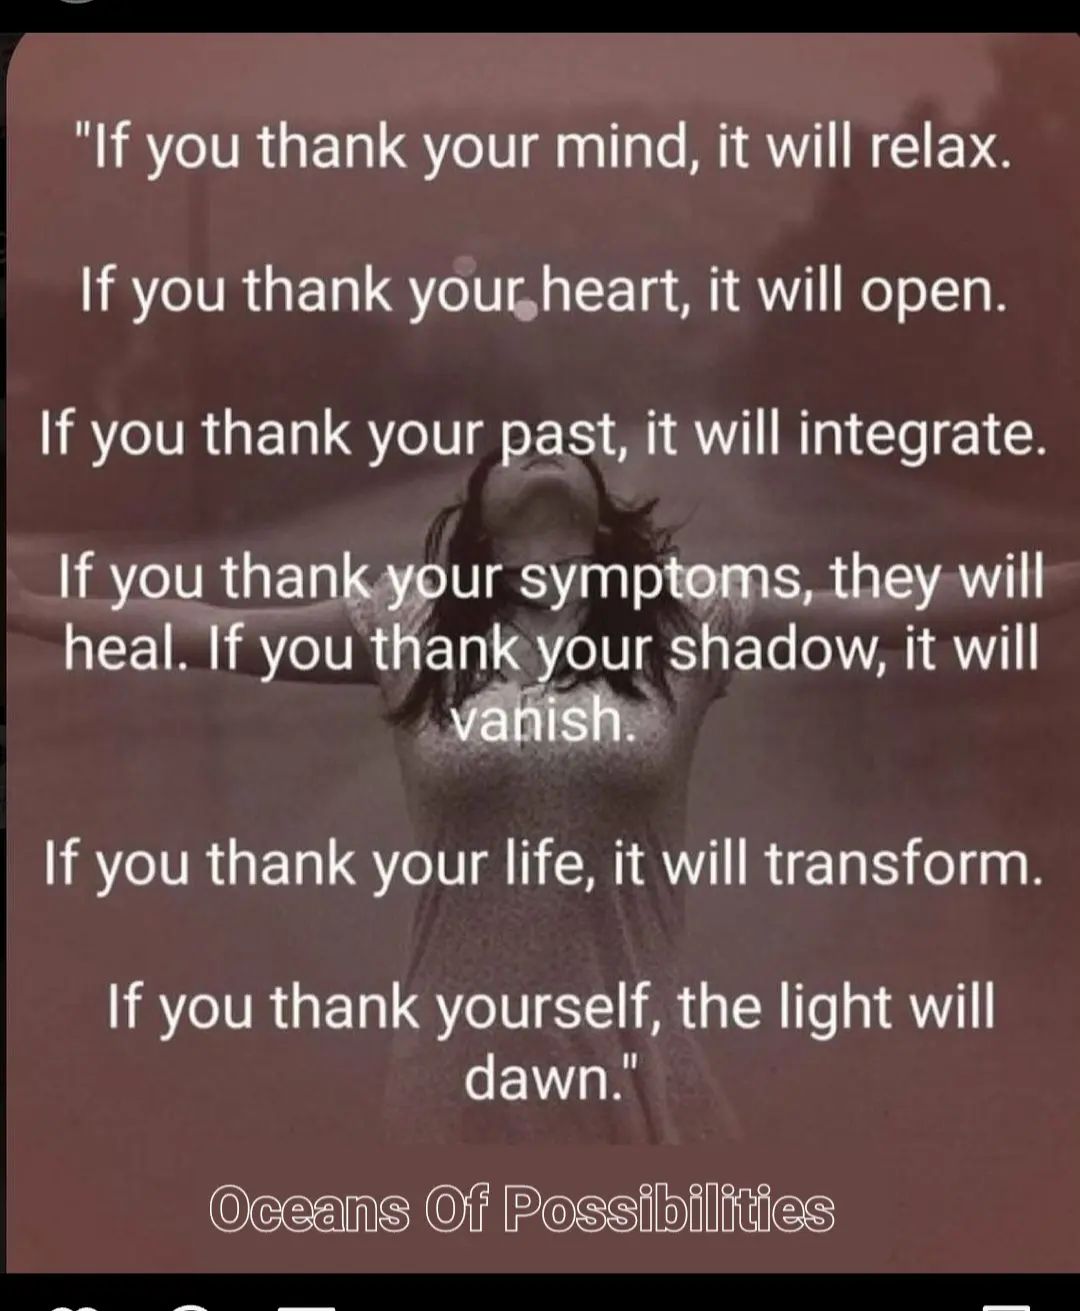 "If you thank your mind, it will relax.
If you thank your heart, it will open.
If you thank your past, it will integrate.
If you thank your symptoms, they will
heal. If you thank your shadow, it will
vanish.
If you thank your life, it will transform.
If you thank yourself, the light will
dawn."
Oceans Of Possibilities